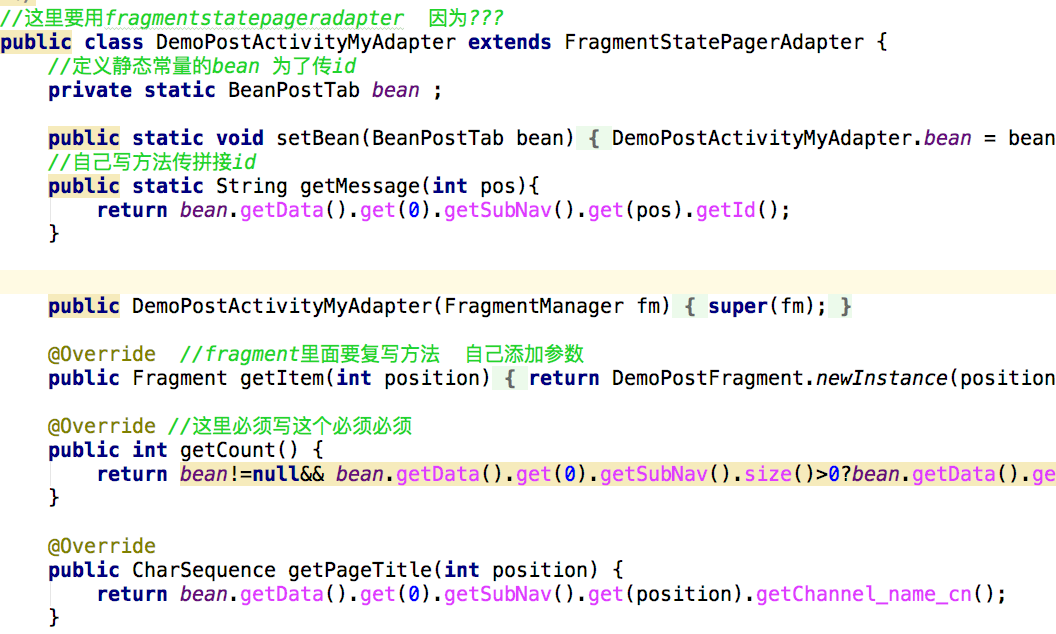 //这里要用fragmentstatepageradapter  因为???
public class DemoPostActivityMyAdapter extends FragmentStatePagerAdapter {
    //定义静态常量的bean 为了传id
    private static BeanPostTab bean ;
    public static void setBean(BeanPostTab bean) { DemoPostActivityMyAdapter.bean = bean
    //自己写方法传拼接id
    public static String getMessage(int pos){
        return bean.getData().get(0).getSubNav().get(pos).getId();
    }
    public DemoPostActivityMyAdapter(FragmentManager fm) { super(fm); }
    @Override  //fragment里面要复写方法  自己添加参数
    public Fragment getItem(int position) { return DemoPostFragment.newInstance(position
    @Override //这里必须写这个必须必须
    public int getCount() {
        return bean!=null&& bean.getData().get(0).getSubNav().size()>0?bean.getData().ge
    }
    @Override
    public CharSequence getPageTitle(int position) {
        return bean.getData().get(0).getSubNav().get(position).getChannel_name_cn();
    }